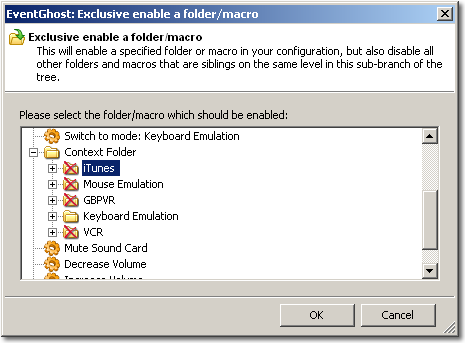 EventGhost: Exclusive enable a folder/macro
Exclusive enable a folder/macro
This will enable a specified folder or macro in your configuration, but also disable all
other folders and macros that are siblings on the same level in this sub-branch of the
tree.
Please select the folder/macro which should be enabled:
Switch to mode: Keyboard Emulation
Context Folder
iTunes
Mouse Emulation
GBPVR
Keyboard Emulation
VCR
Mute Sound Card
Decrease Volume
Increase Volume
OK
Cancel